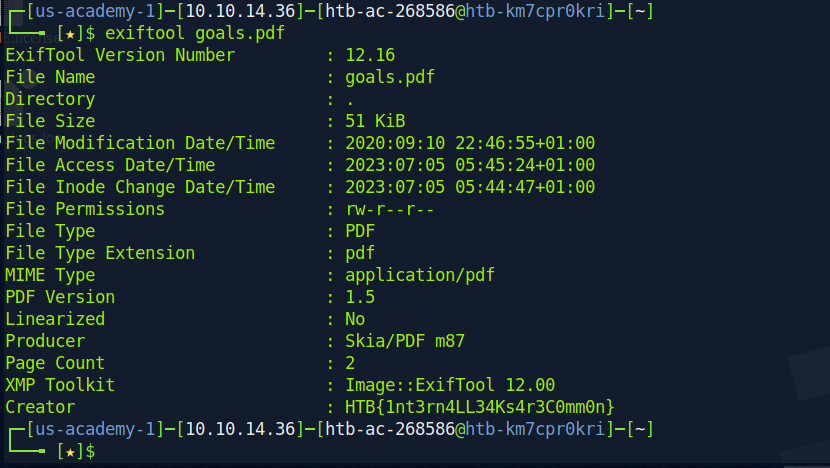 [us-academy-1]─[10.10.14.36]─[htb-ac-268586@htb-km7cpr0kri]─[~]
[★]$ exiftool goals.pdf
ExifTool Version Number : 12.16
File Name : goals.pdf
Directory : .
File Size : 51 KiB
File Modification Date/Time : 2020:09:10 22:46:55+01:00
File Access Date/Time : 2023:07:05 05:45:24+01:00
File Inode Change Date/Time : 2023:07:05 05:44:47+01:00
File Permissions : rw-r--r--
File Type : PDF
File Type Extension : pdf
MIME Type : application/pdf
PDF Version : 1.5
Linearized : No
Producer : Skia/PDF m87
Page Count : 2
XMP Toolkit : Image::ExifTool 12.00
Creator : HTB{1nt3rn4LL34Ks4r3C0mm0n}
[us-academy-1]─[10.10.14.36]─[htb-ac-268586@htb-km7cpr0kri]─[~]
[★]$